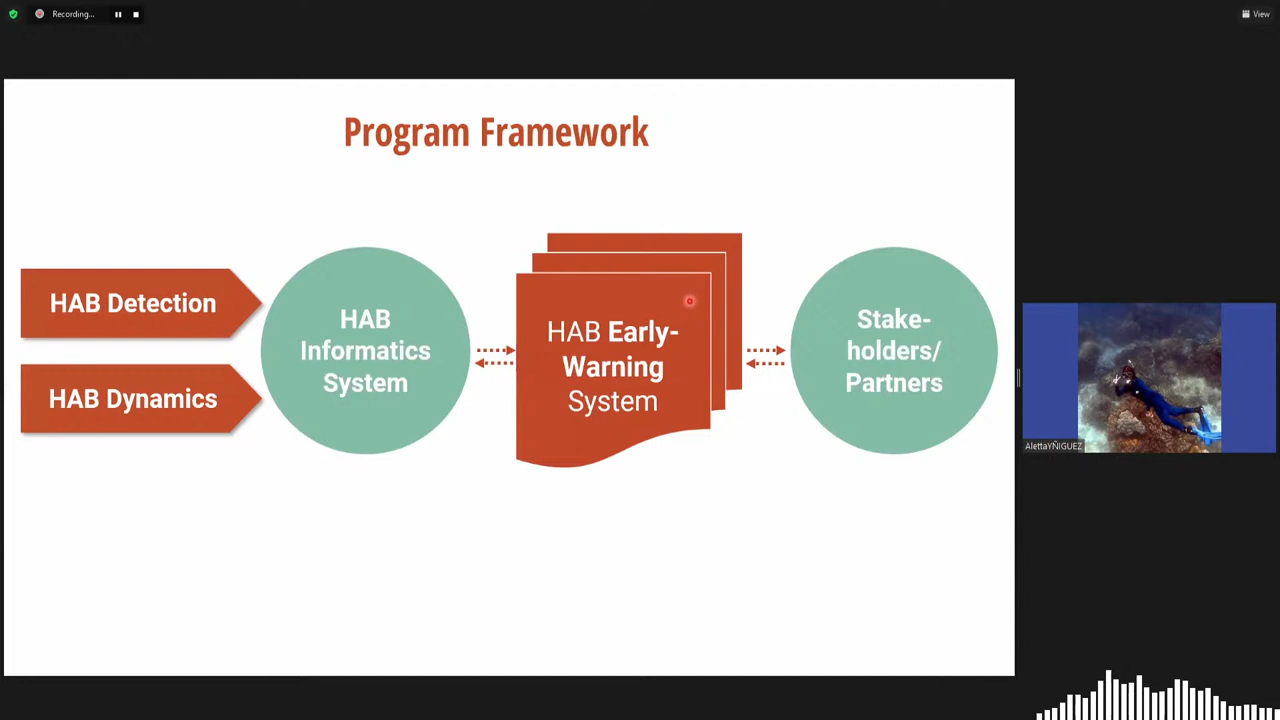 Recording...
View
Program Framework
HAB Detection
HAB Dynamics
HAB
Informatics
System
HAB Early-
Warning
System
Stake-
holders/
Partners
AlettaYÑIGUEZ